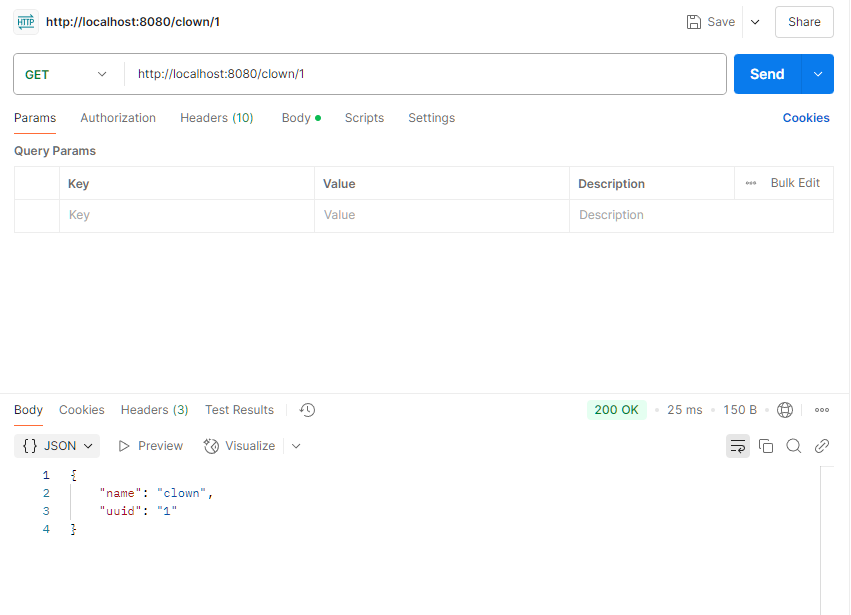 HTTP http://localhost:8080/clown/1 Save Share
GET http://localhost:8080/clown/1 Send
Params Authorization Headers (10) Body Scripts Settings Cookies
Query Params
Key Value Description Bulk Edit
Key Value Description
Body Cookies Headers (3) Test Results 200 OK 25 ms 150 B
{} JSON Preview Visualize
1 {
2 "name": "clown",
3 "uuid": "1"
4 }